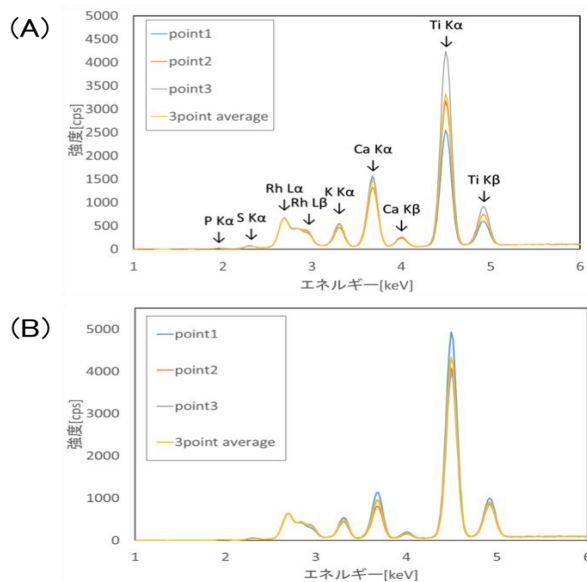 (A)
5000
4500
4000
3500
3000
2500
2000
1500
1000
500
0
強度[cps]
point1
point2
point3
3point average
P Kα
S Kα
Rh Lα
Rh Lβ
K Kα
Ca Kα
Ca Kβ
Ti Kα
Ti Kβ
1 2 3 4 5 6
エネルギー[keV]
(B)
5000
4000
3000
2000
1000
0
強度[cps]
point1
point2
point3
3point average
1 2 3 4 5 6
エネルギー[keV]